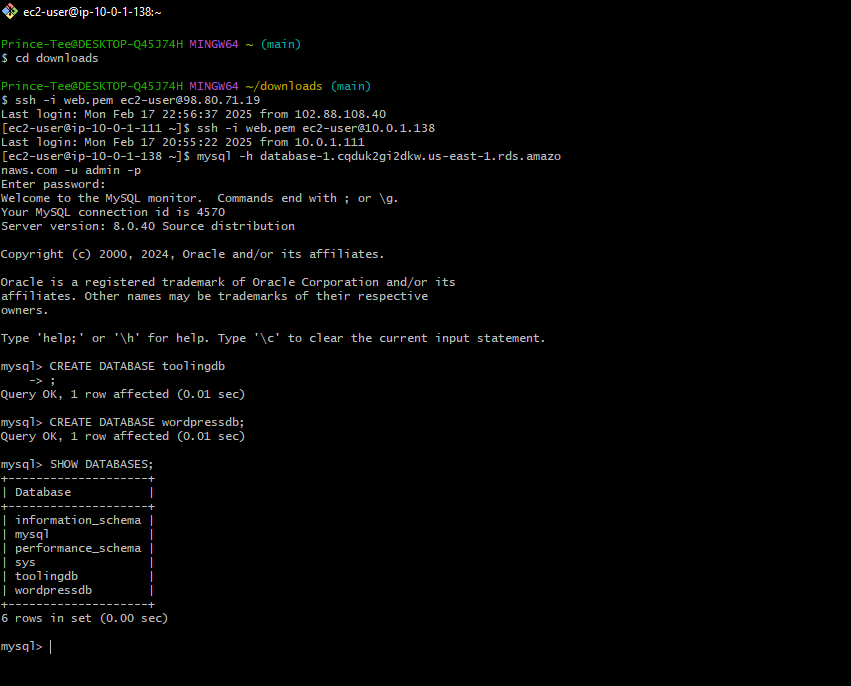 ec2-user@ip-10-0-1-138:~
Prince-Tee@DESKTOP-Q45J74H MINGW64 ~ (main)
$ cd downloads
Prince-Tee@DESKTOP-Q45J74H MINGW64 ~/downloads (main)
$ ssh -i web.pem ec2-user@98.80.71.19
Last login: Mon Feb 17 22:56:37 2025 from 102.88.108.40
[ec2-user@ip-10-0-1-111 ~]$ ssh -i web.pem ec2-user@10.0.1.138
Last login: Mon Feb 17 20:55:22 2025 from 10.0.1.111
[ec2-user@ip-10-0-1-138 ~]$ mysql -h database-1.cqduk2gi2dkw.us-east-1.rds.amazo
naws.com -u admin -p
Enter password:
Welcome to the MySQL monitor.  Commands end with ; or \g.
Your MySQL connection id is 4570
Server version: 8.0.40 Source distribution
Copyright (c) 2000, 2024, Oracle and/or its affiliates.
Oracle is a registered trademark of Oracle Corporation and/or its
affiliates. Other names may be trademarks of their respective
owners.
Type 'help;' or '\h' for help. Type '\c' to clear the current input statement.
mysql> CREATE DATABASE toolingdb
    -> ;
Query OK, 1 row affected (0.01 sec)
mysql> CREATE DATABASE wordpressdb;
Query OK, 1 row affected (0.01 sec)
mysql> SHOW DATABASES;
+--------------------+
| Database           |
+--------------------+
| information_schema |
| mysql              |
| performance_schema |
| sys                |
| toolingdb          |
| wordpressdb        |
+--------------------+
6 rows in set (0.00 sec)
mysql>